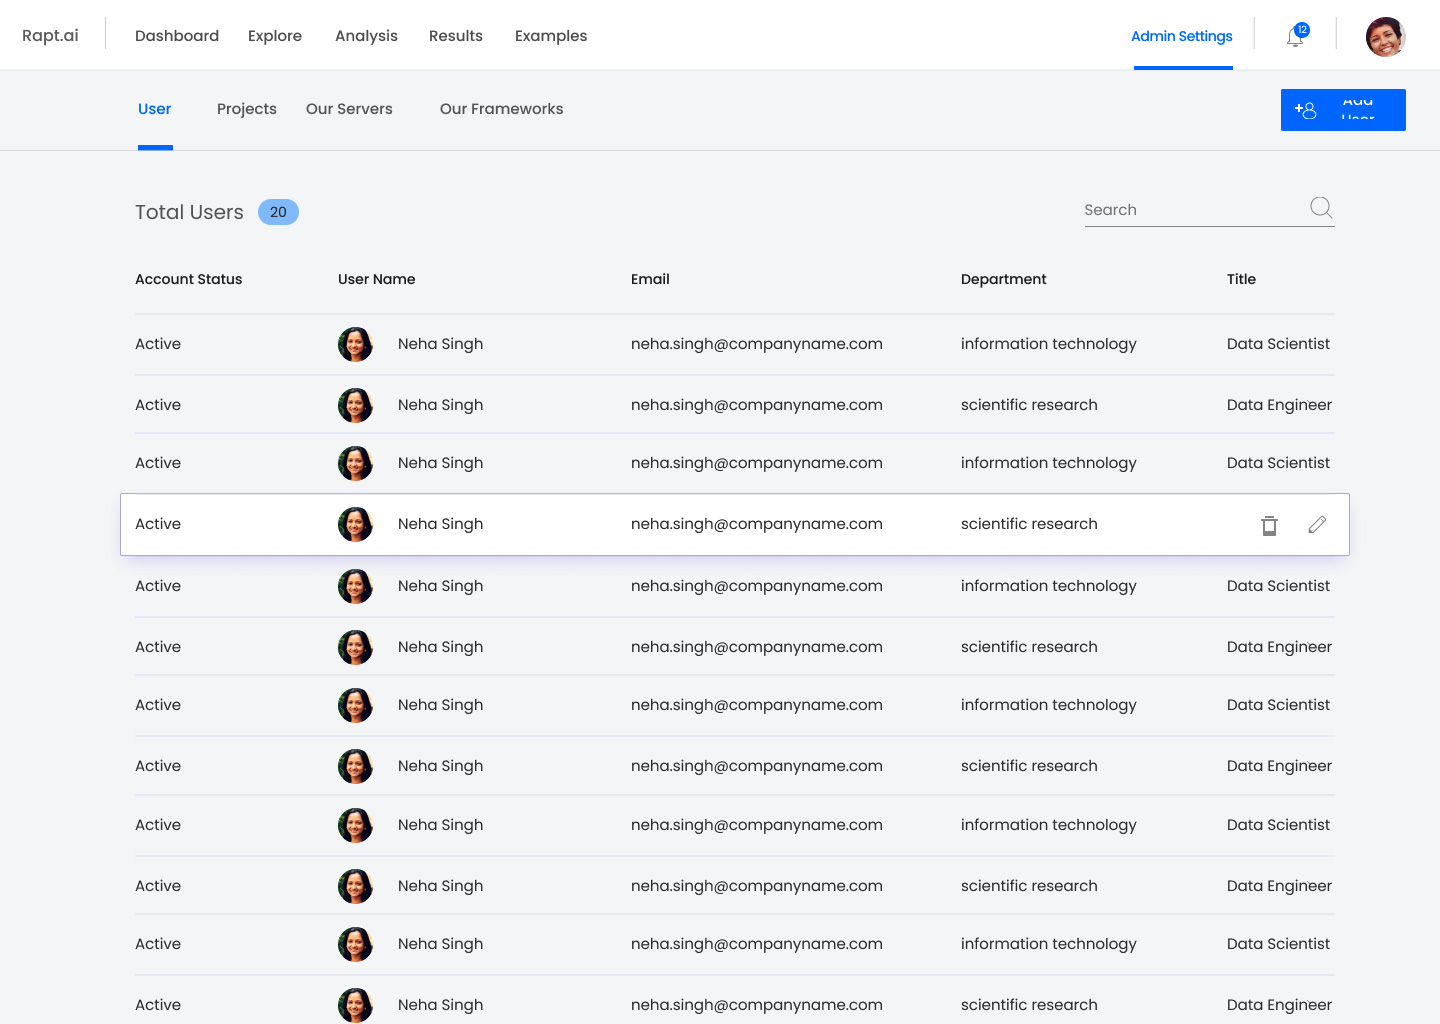 Rapt.ai Dashboard Explore Analysis Results Examples Admin Settings 12
User Projects Our Servers Our Frameworks Add
User
Total Users 20 Search
Account Status User Name Email Department Title
Active Neha Singh neha.singh@companyname.com information technology Data Scientist
Active Neha Singh neha.singh@companyname.com scientific research Data Engineer
Active Neha Singh neha.singh@companyname.com information technology Data Scientist
Active Neha Singh neha.singh@companyname.com scientific research
Active Neha Singh neha.singh@companyname.com information technology Data Scientist
Active Neha Singh neha.singh@companyname.com scientific research Data Engineer
Active Neha Singh neha.singh@companyname.com information technology Data Scientist
Active Neha Singh neha.singh@companyname.com scientific research Data Engineer
Active Neha Singh neha.singh@companyname.com information technology Data Scientist
Active Neha Singh neha.singh@companyname.com scientific research Data Engineer
Active Neha Singh neha.singh@companyname.com information technology Data Scientist
Active Neha Singh neha.singh@companyname.com scientific research Data Engineer